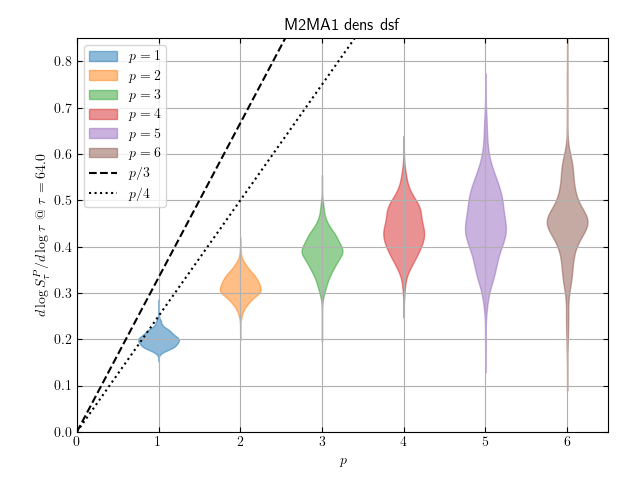 M2MA1 dens dsf
d log S_τ^P / d log τ @ τ = 64.0
0.8
0.7
0.6
0.5
0.4
0.3
0.2
0.1
0.0
p = 1
p = 2
p = 3
p = 4
p = 5
p = 6
p/3
p/4
0 1 2 3 4 5 6
p